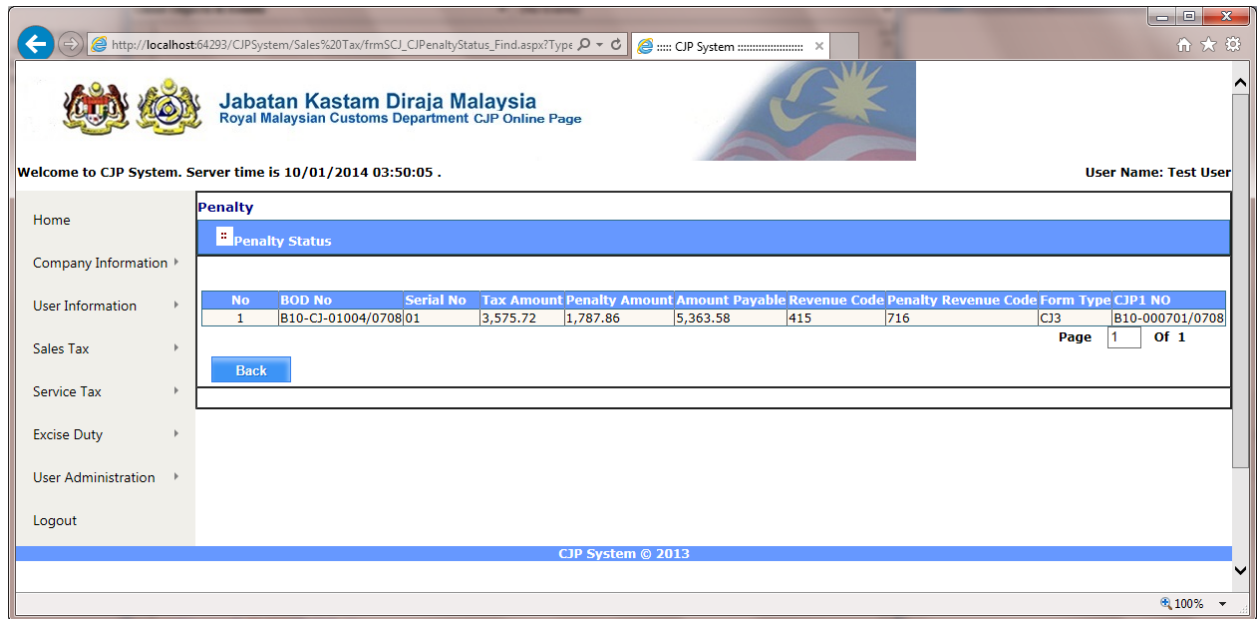 http://localhost:64293/CJPSystem/Sales%20Tax/frmSCJ_CJPenaltyStatus_Find.aspx?Type
::::: CJP System :::::::::::::::::::::::
Jabatan Kastam Diraja Malaysia
Royal Malaysian Customs Department CJP Online Page
Welcome to CJP System. Server time is 10/01/2014 03:50:05 . User Name: Test User
Home
Company Information
User Information
Sales Tax
Service Tax
Excise Duty
User Administration
Logout
Penalty
Penalty Status
No BOD No Serial No Tax Amount Penalty Amount Amount Payable Revenue Code Penalty Revenue Code Form Type CJP1 NO
1 B10-CJ-01004/0708 01 3,575.72 1,787.86 5,363.58 415 716 CJ3 B10-000701/0708
Page 1 Of 1
Back
CJP System © 2013
100%